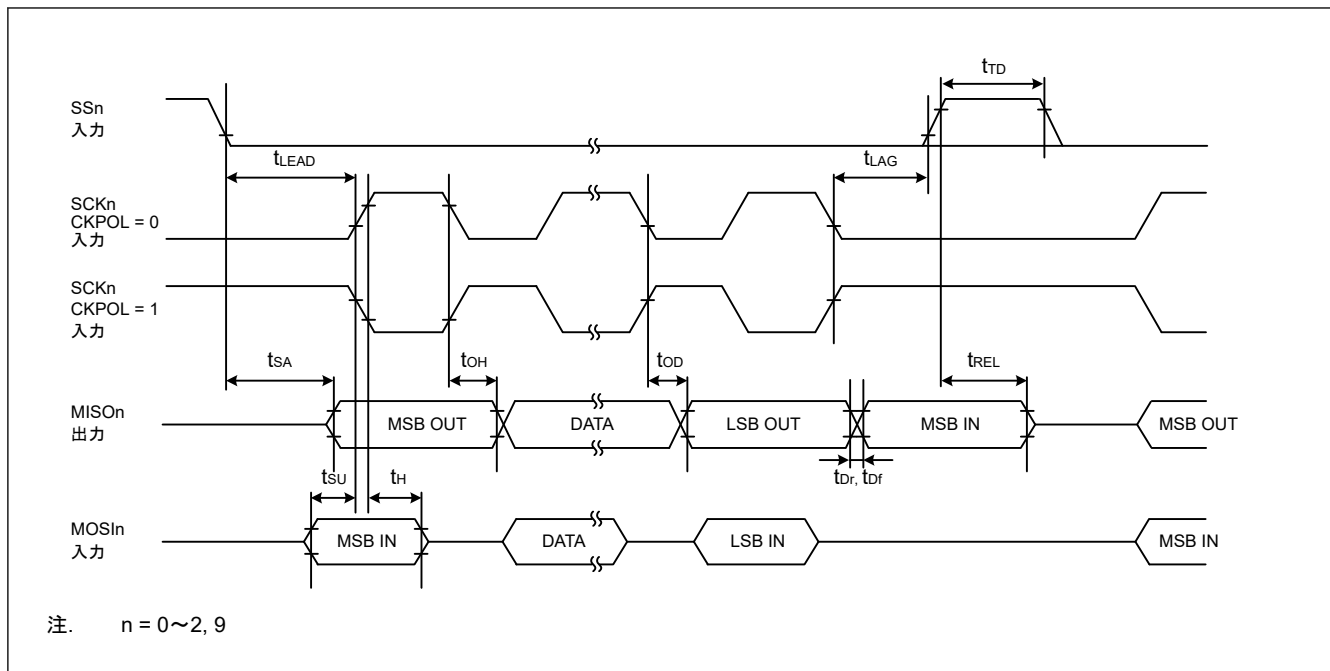 tTD
SSn
入力
tLEAD
tLAG
SCKn
CKPOL = 0
入力
SCKn
CKPOL = 1
入力
tSA
tOH
tOD
tREL
MISOn
出力
MSB OUT
DATA
LSB OUT
MSB IN
MSB OUT
tSU
tH
tDr, tDf
MOSIn
入力
MSB IN
DATA
LSB IN
MSB IN
注. n = 0～2, 9